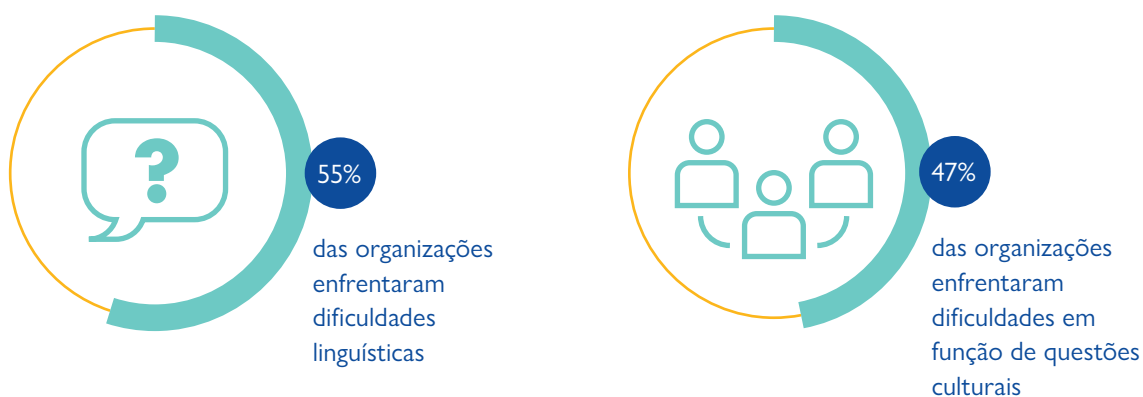 ?
55%
das organizações
enfrentaram
dificuldades
linguísticas
47%
das organizações
enfrentaram
dificuldades em
função de questões
culturais